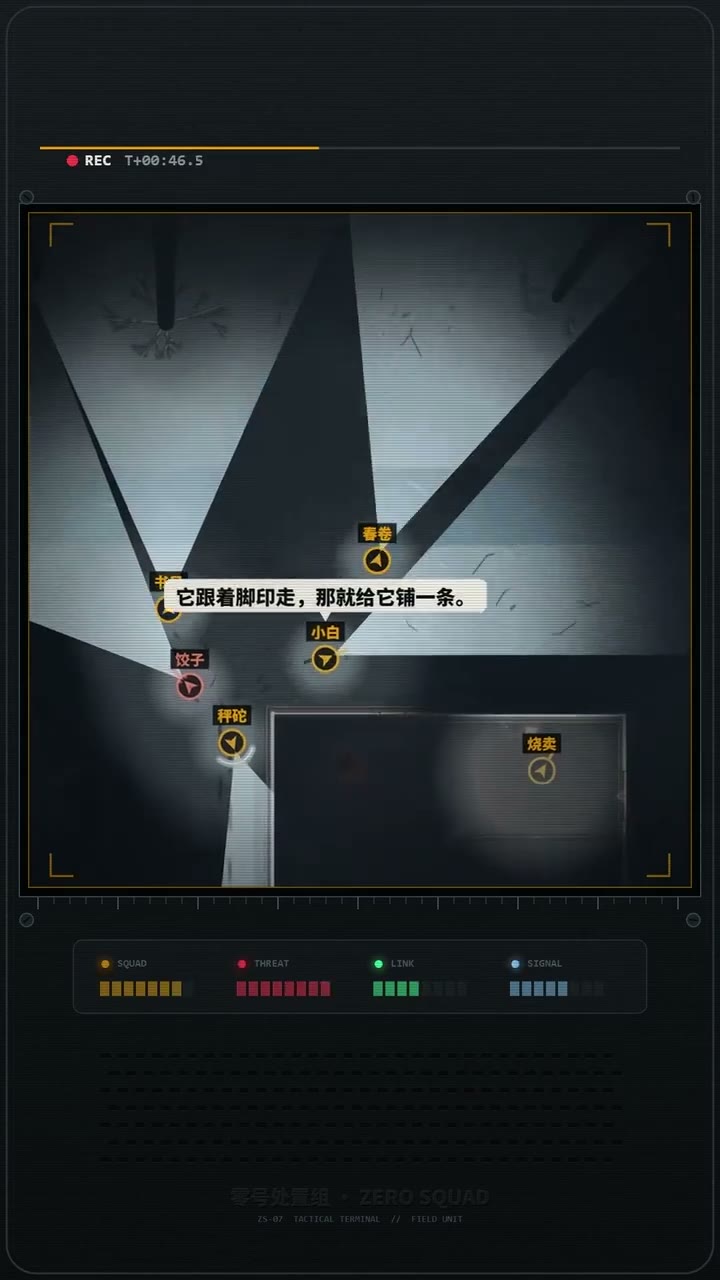 REC T+00:46.5
春卷
书
它跟着脚印走，那就给它铺一条。
小白
饺子
秤砣
烧卖
SQUAD THREAT LINK SIGNAL
零号处置组 · ZERO SQUAD
ZS-07 TACTICAL TERMINAL // FIELD UNIT